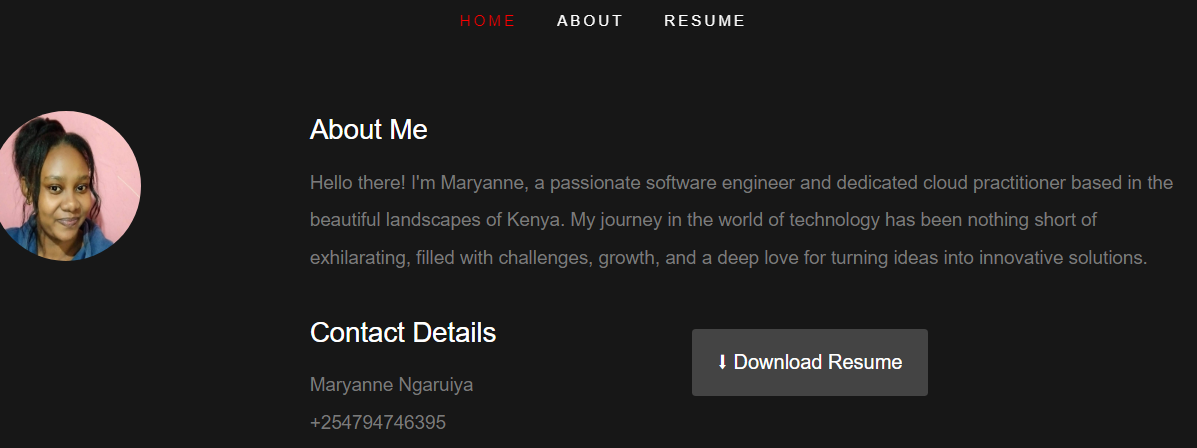 HOME ABOUT RESUME
About Me
Hello there! I'm Maryanne, a passionate software engineer and dedicated cloud practitioner based in the
beautiful landscapes of Kenya. My journey in the world of technology has been nothing short of
exhilarating, filled with challenges, growth, and a deep love for turning ideas into innovative solutions.
Contact Details
Maryanne Ngaruiya
+254794746395
Download Resume